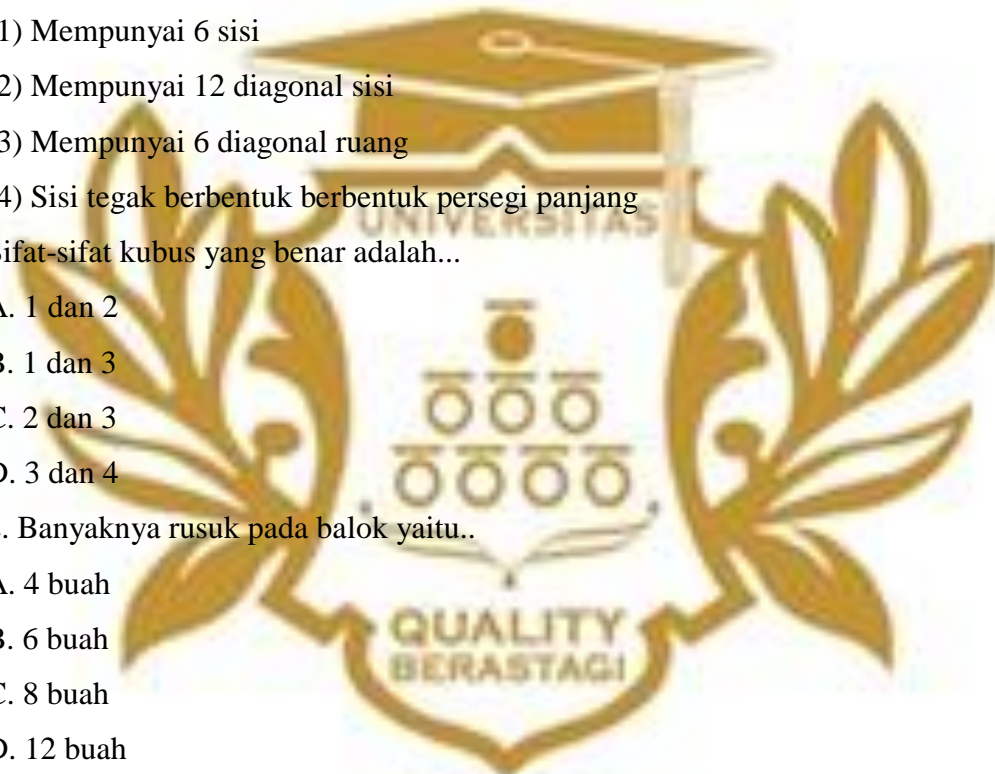 1) Mempunyai 6 sisi
2) Mempunyai 12 diagonal sisi
3) Mempunyai 6 diagonal ruang
4) Sisi tegak berbentuk berbentuk persegi panjang
UNIVERSITAS
ifat-sifat kubus yang benar adalah...
A. 1 dan 2
B. 1 dan 3
C. 2 dan 3
D. 3 dan 4
. Banyaknya rusuk pada balok yaitu..
A. 4 buah
B. 6 buah
QUALITY
BERASTAGI
C. 8 buah
D. 12 buah